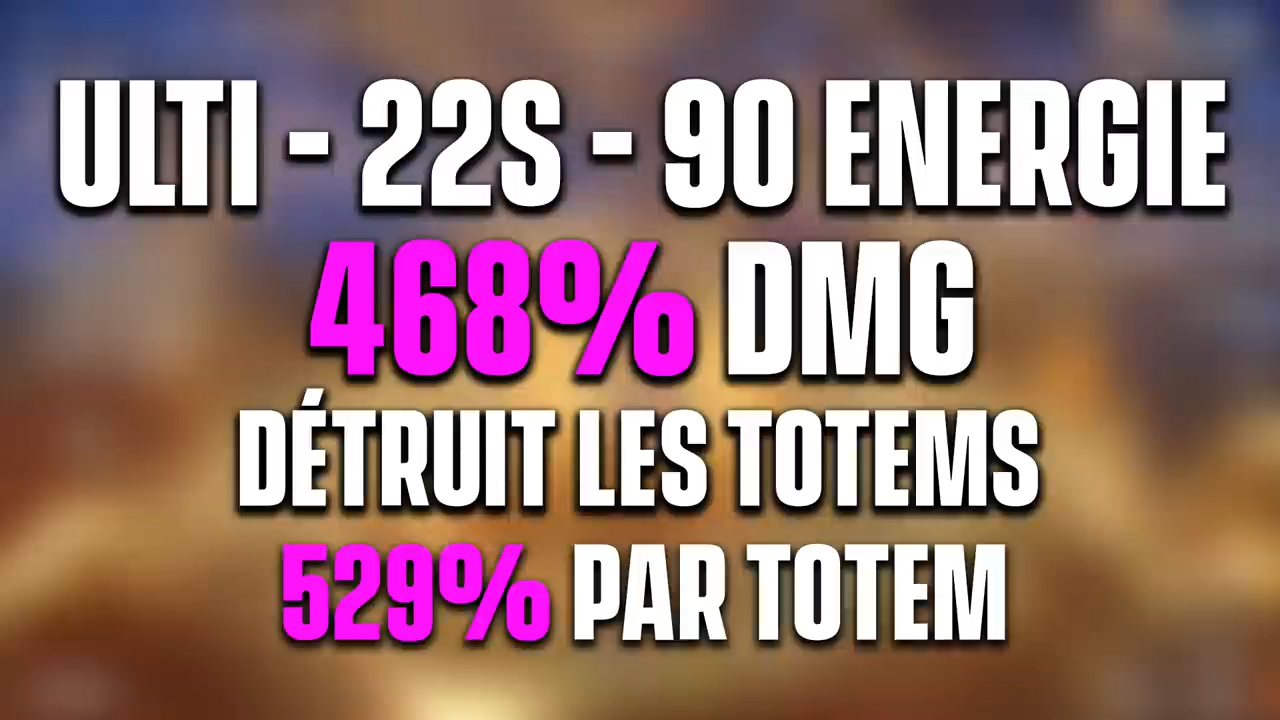 ULTI - 22S - 90 ENERGIE
468% DMG
DÉTRUIT LES TOTEMS
529% PAR TOTEM